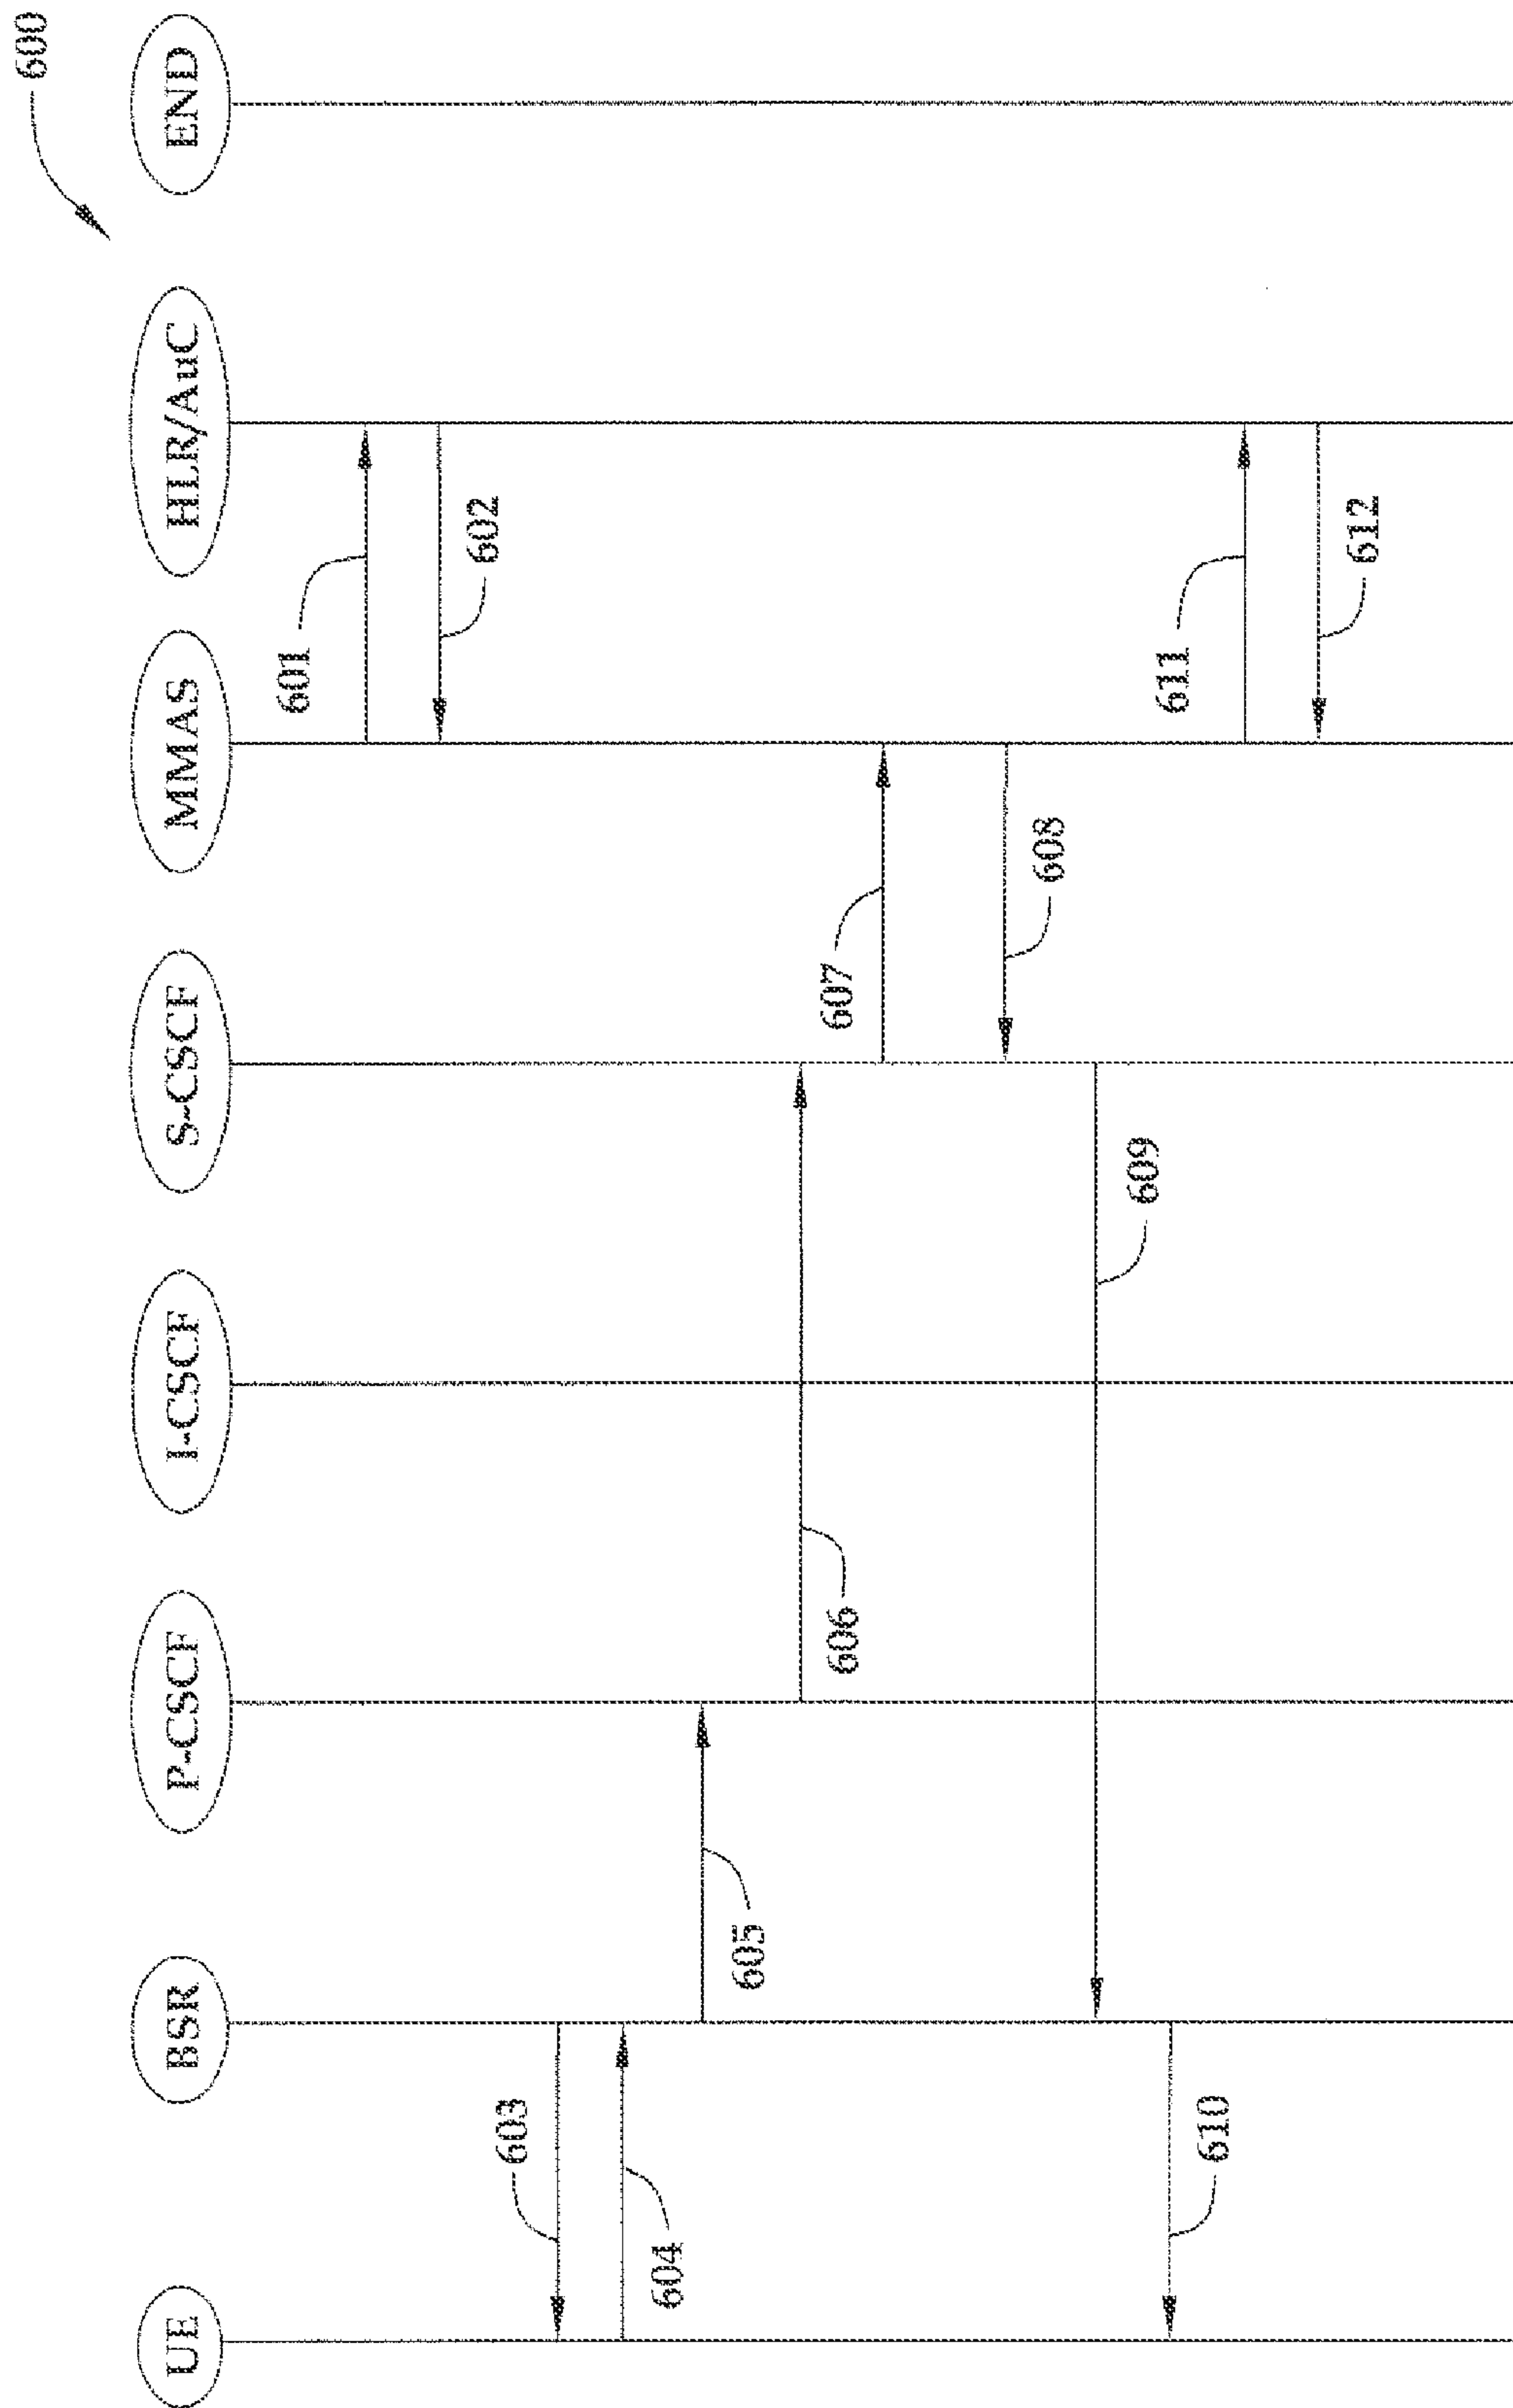 600
UE
BSR
P-CSCF
I-CSCF
S-CSCF
MMAS
HLR/AuC
END
601
602
603
604
605
606
607
608
609
610
611
612